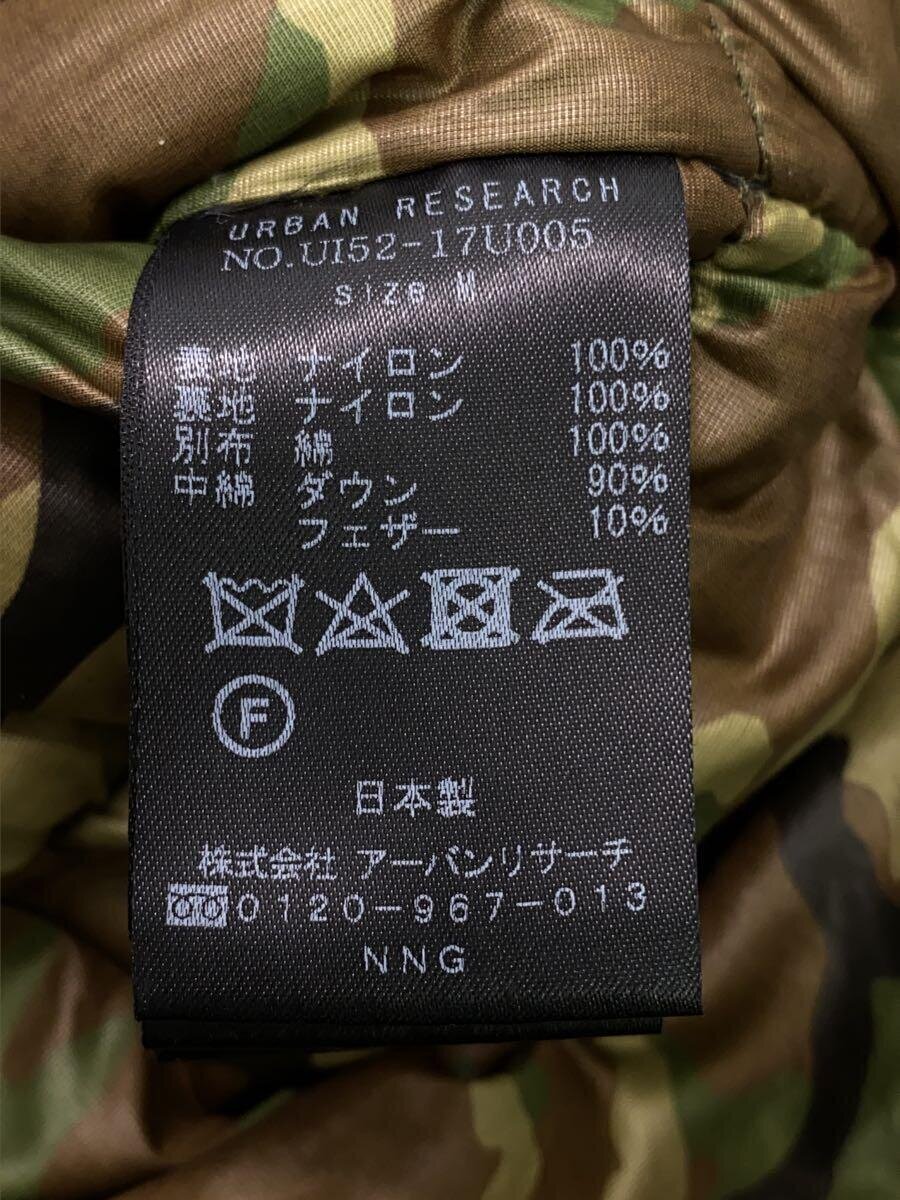 URBAN RESEARCH
NO.UI52-17U005
SIZE M
表地 ナイロン 100%
裏地 ナイロン 100%
別布 綿 100%
中綿 ダウン 90%
フェザー 10%
F
日本製
株式会社 アーバンリサーチ
0120-967-013
NNG